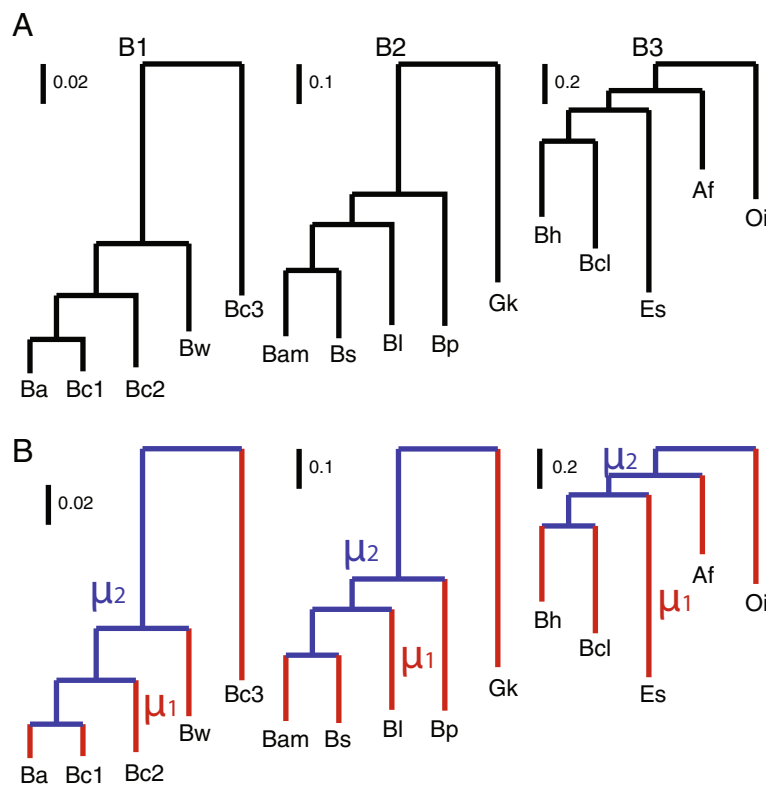 A
B1
B2
B3
0.02
0.1
0.2
Ba
Bc1
Bc2
Bw
Bc3
Bam
Bs
Bl
Bp
Gk
Bh
Bcl
Es
Af
Oi
B
0.02
0.1
0.2
μ2
μ1
μ2
μ1
μ2
μ1
Ba
Bc1
Bc2
Bw
Bc3
Bam
Bs
Bl
Bp
Gk
Bh
Bcl
Es
Af
Oi